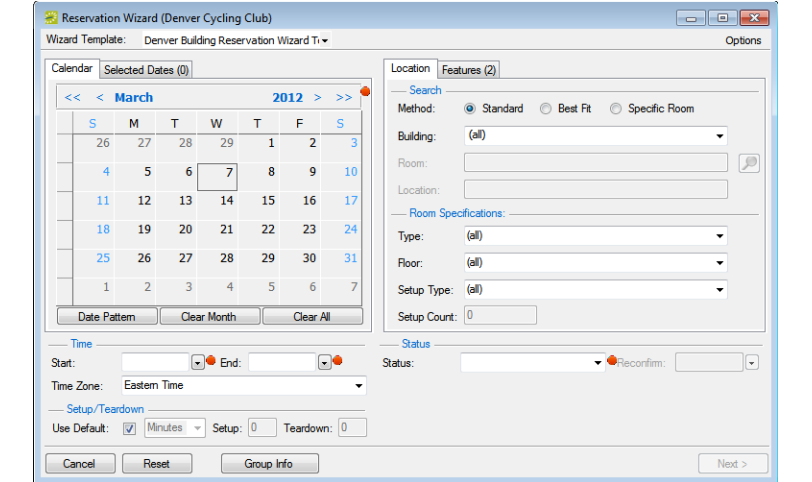 Reservation Wizard (Denver Cycling Club)
Wizard Template: Denver Building Reservation Wizard T
Options
Calendar Selected Dates (0)
<< < March 2012 > >>
S M T W T F S
26 27 28 29 1 2 3
4 5 6 7 8 9 10
11 12 13 14 15 16 17
18 19 20 21 22 23 24
25 26 27 28 29 30 31
1 2 3 4 5 6 7
Date Pattern Clear Month Clear All
Location Features (2)
Search
Method: Standard Best Fit Specific Room
Building: (all)
Room:
Location:
Room Specifications:
Type: (all)
Floor: (all)
Setup Type: (all)
Setup Count: 0
Time
Start: End:
Time Zone: Eastern Time
Setup/Teardown
Use Default: Minutes Setup: 0 Teardown: 0
Status
Status: Reconfirm:
Cancel Reset Group Info Next >